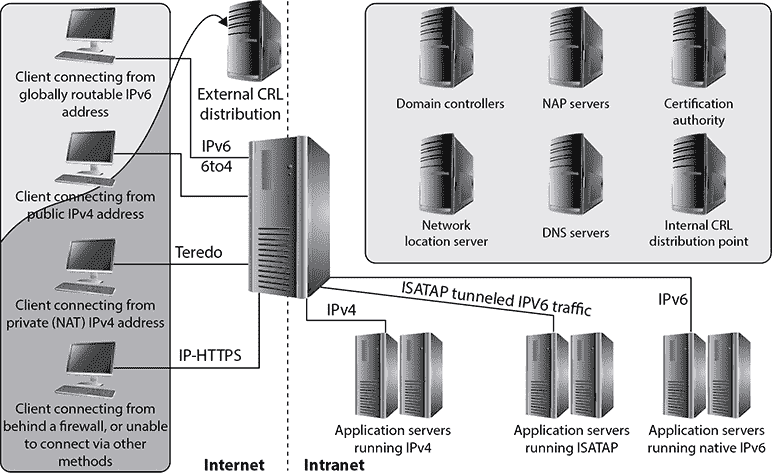 Client connecting from
globally routable IPv6
address
Client connecting from
public IPv4 address
Client connecting from
private (NAT) IPv4 address
Client connecting from
behind a firewall, or unable
to connect via other
methods
External CRL
distribution
IPv6
6to4
Teredo
IP-HTTPS
Internet
Intranet
Domain controllers
NAP servers
Certification
authority
Network
location server
DNS servers
Internal CRL
distribution point
IPv4
ISATAP tunneled IPV6 traffic
IPv6
Application servers
running IPv4
Application servers
running ISATAP
Application servers
running native IPv6